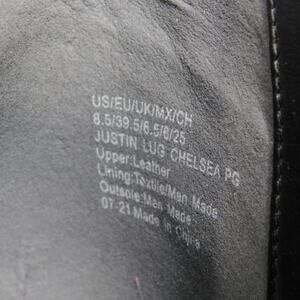 US/EU/UK/MX/CH
8.5/39.5/6.5/6/25
JUSTIN LUG CHELSEA PG
Upper:Leather
Lining:Textile/Man Made
Outsole:Man Made
07-21 Made in China